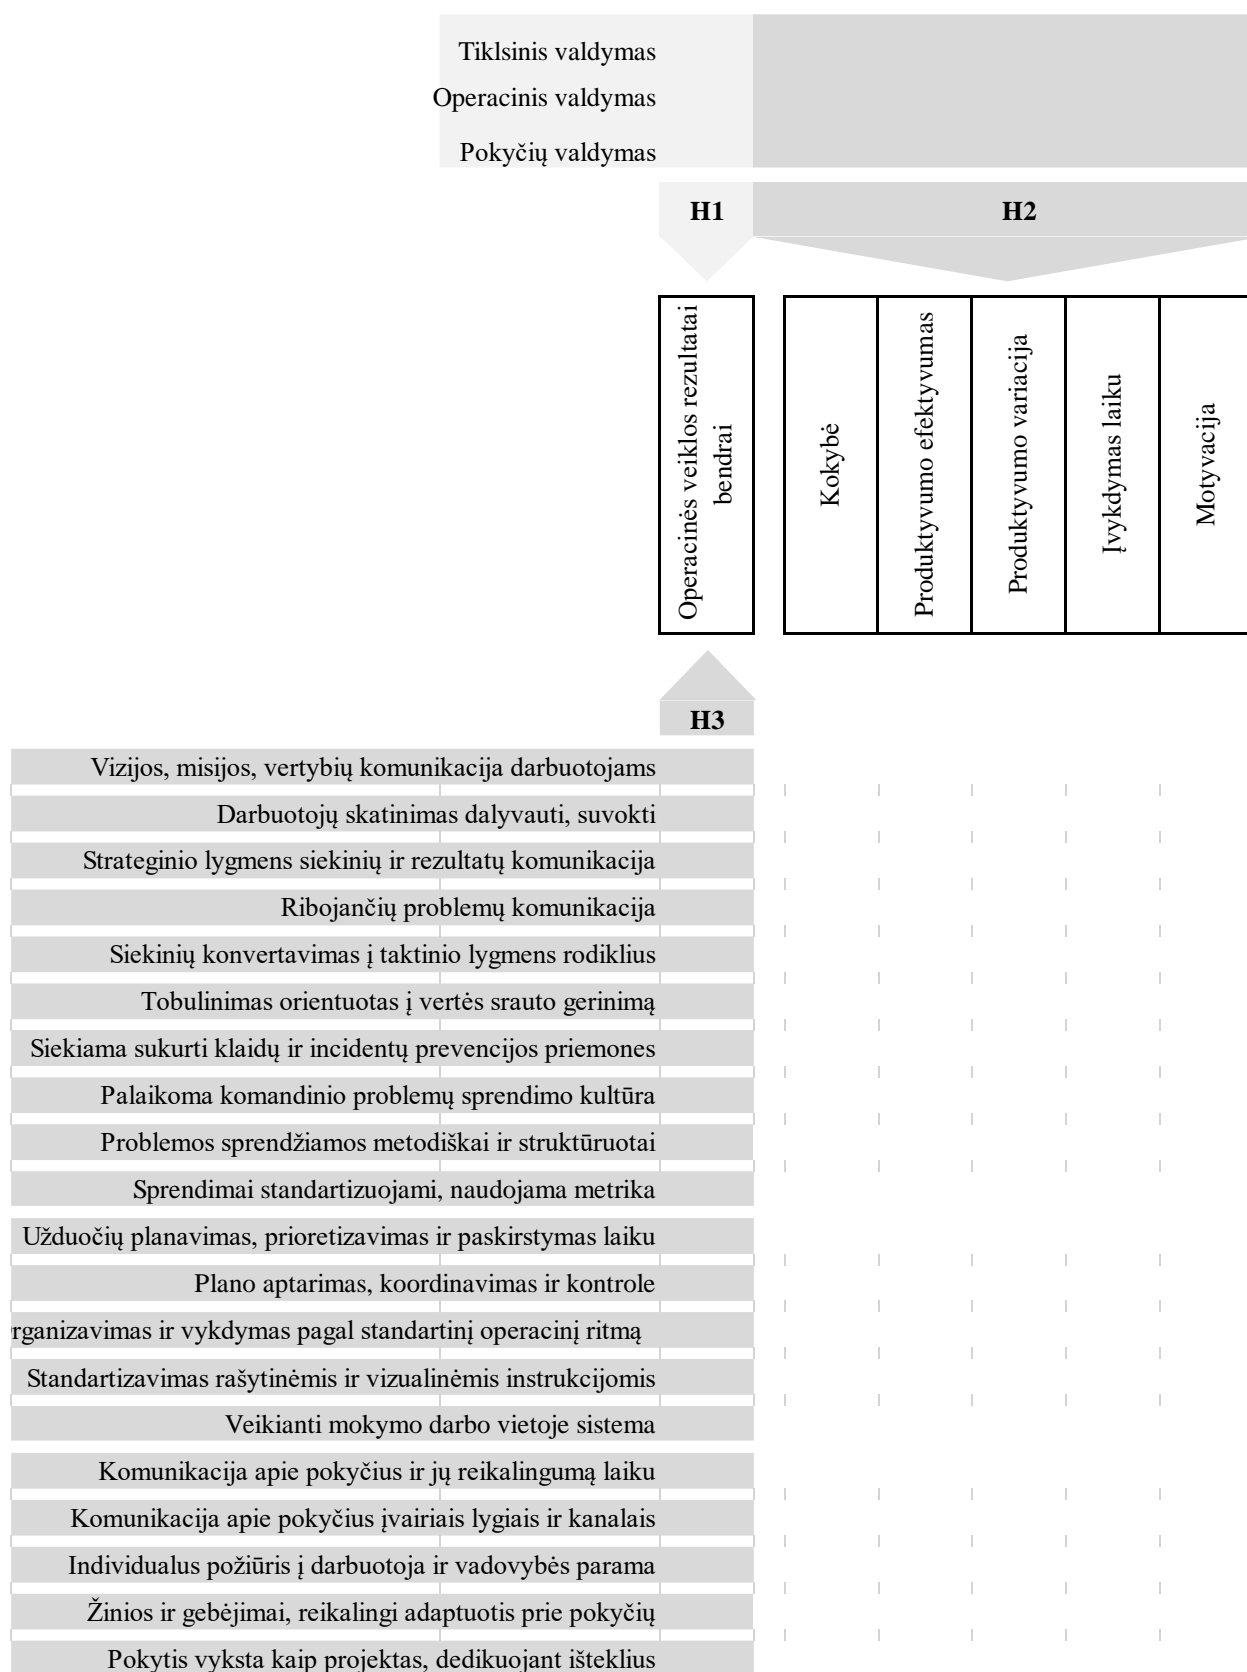 Tiklsinis valdymas
Operacinis valdymas
Pokyčių valdymas
H1
H2
Operacinės veiklos rezultatai
bendrai
Kokybė
Produktyvumo efektyvumas
Produktyvumo variacija
Įvykdymas laiku
Motyvacija
H3
Vizijos, misijos, vertybių komunikacija darbuotojams
Darbuotojų skatinimas dalyvauti, suvokti
Strateginio lygmens siekinių ir rezultatų komunikacija
Ribojančių problemų komunikacija
Siekinių konvertavimas į taktinio lygmens rodiklius
Tobulinimas orientuotas į vertės srauto gerinimą
Siekiama sukurti klaidų ir incidentų prevencijos priemones
Palaikoma komandinio problemų sprendimo kultūra
Problemos sprendžiamos metodiškai ir struktūruotai
Sprendimai standartizuojami, naudojama metrika
Užduočių planavimas, prioretizavimas ir paskirstymas laiku
Plano aptarimas, koordinavimas ir kontrole
rganizavimas ir vykdymas pagal standartinį operacinį ritmą
Standartizavimas rašytinėmis ir vizualinėmis instrukcijomis
Veikianti mokymo darbo vietoje sistema
Komunikacija apie pokyčius ir jų reikalingumą laiku
Komunikacija apie pokyčius įvairiais lygiais ir kanalais
Individualus požiūris į darbuotoja ir vadovybės parama
Žinios ir gebėjimai, reikalingi adaptuotis prie pokyčių
Pokytis vyksta kaip projektas, dedikuojant išteklius